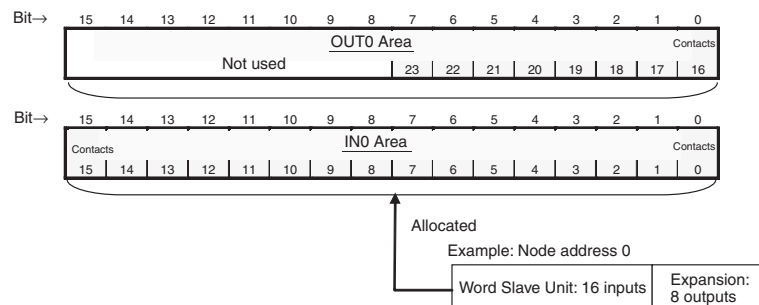 Bit→ 15 14 13 12 11 10 9 8 7 6 5 4 3 2 1 0
OUT0 Area Contacts
Not used 23 22 21 20 19 18 17 16
Bit→ 15 14 13 12 11 10 9 8 7 6 5 4 3 2 1 0
Contacts IN0 Area Contacts
15 14 13 12 11 10 9 8 7 6 5 4 3 2 1 0
Allocated
Example: Node address 0
Word Slave Unit: 16 inputs Expansion:
8 outputs